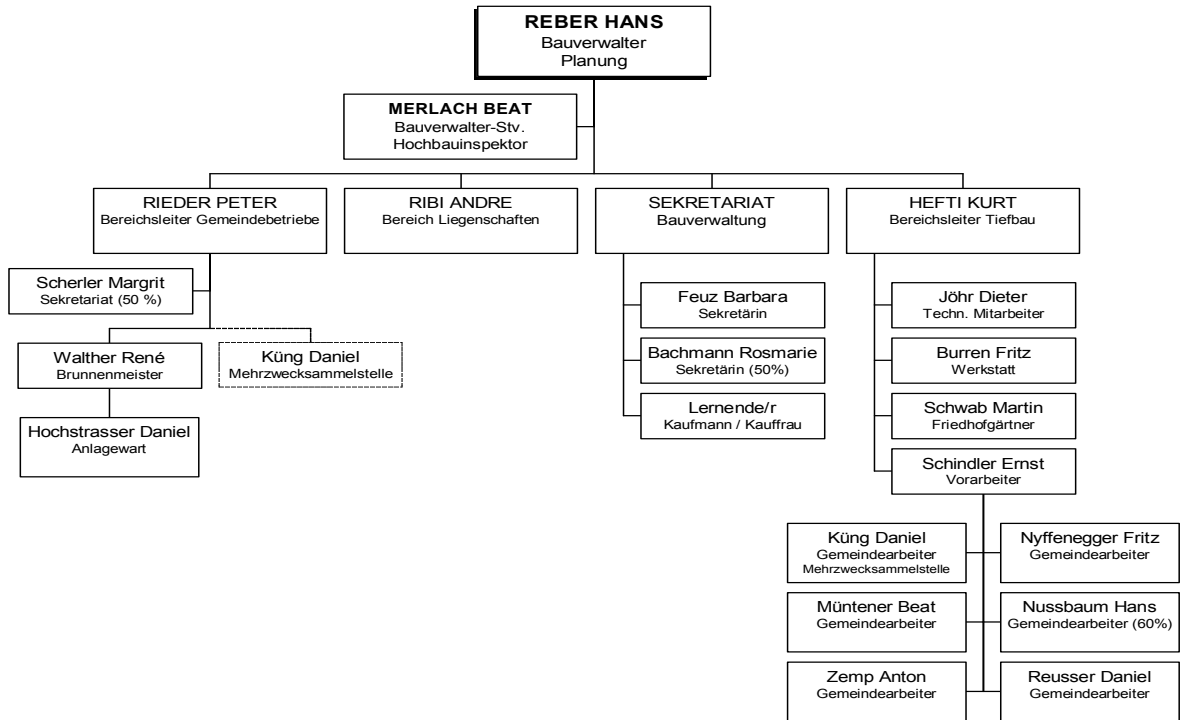 REBER HANS
Bauverwalter
Planung
MERLACH BEAT
Bauverwalter-Stv.
Hochbauinspektor
RIEDER PETER
Bereichsleiter Gemeindebetriebe
RIBI ANDRE
Bereich Liegenschaften
SEKRETARIAT
Bauverwaltung
HEFTI KURT
Bereichsleiter Tiefbau
Scherler Margrit
Sekretariat (50 %)
Walther René
Brunnenmeister
Küng Daniel
Mehrzwecksammelstelle
Hochstrasser Daniel
Anlagewart
Feuz Barbara
Sekretärin
Bachmann Rosmarie
Sekretärin (50%)
Lernende/r
Kaufmann / Kauffrau
Jöhr Dieter
Techn. Mitarbeiter
Burren Fritz
Werkstatt
Schwab Martin
Friedhofgärtner
Schindler Ernst
Vorarbeiter
Küng Daniel
Gemeindearbeiter
Mehrzwecksammelstelle
Nyffenegger Fritz
Gemeindearbeiter
Müntener Beat
Gemeindearbeiter
Nussbaum Hans
Gemeindearbeiter (60%)
Zemp Anton
Gemeindearbeiter
Reusser Daniel
Gemeindearbeiter